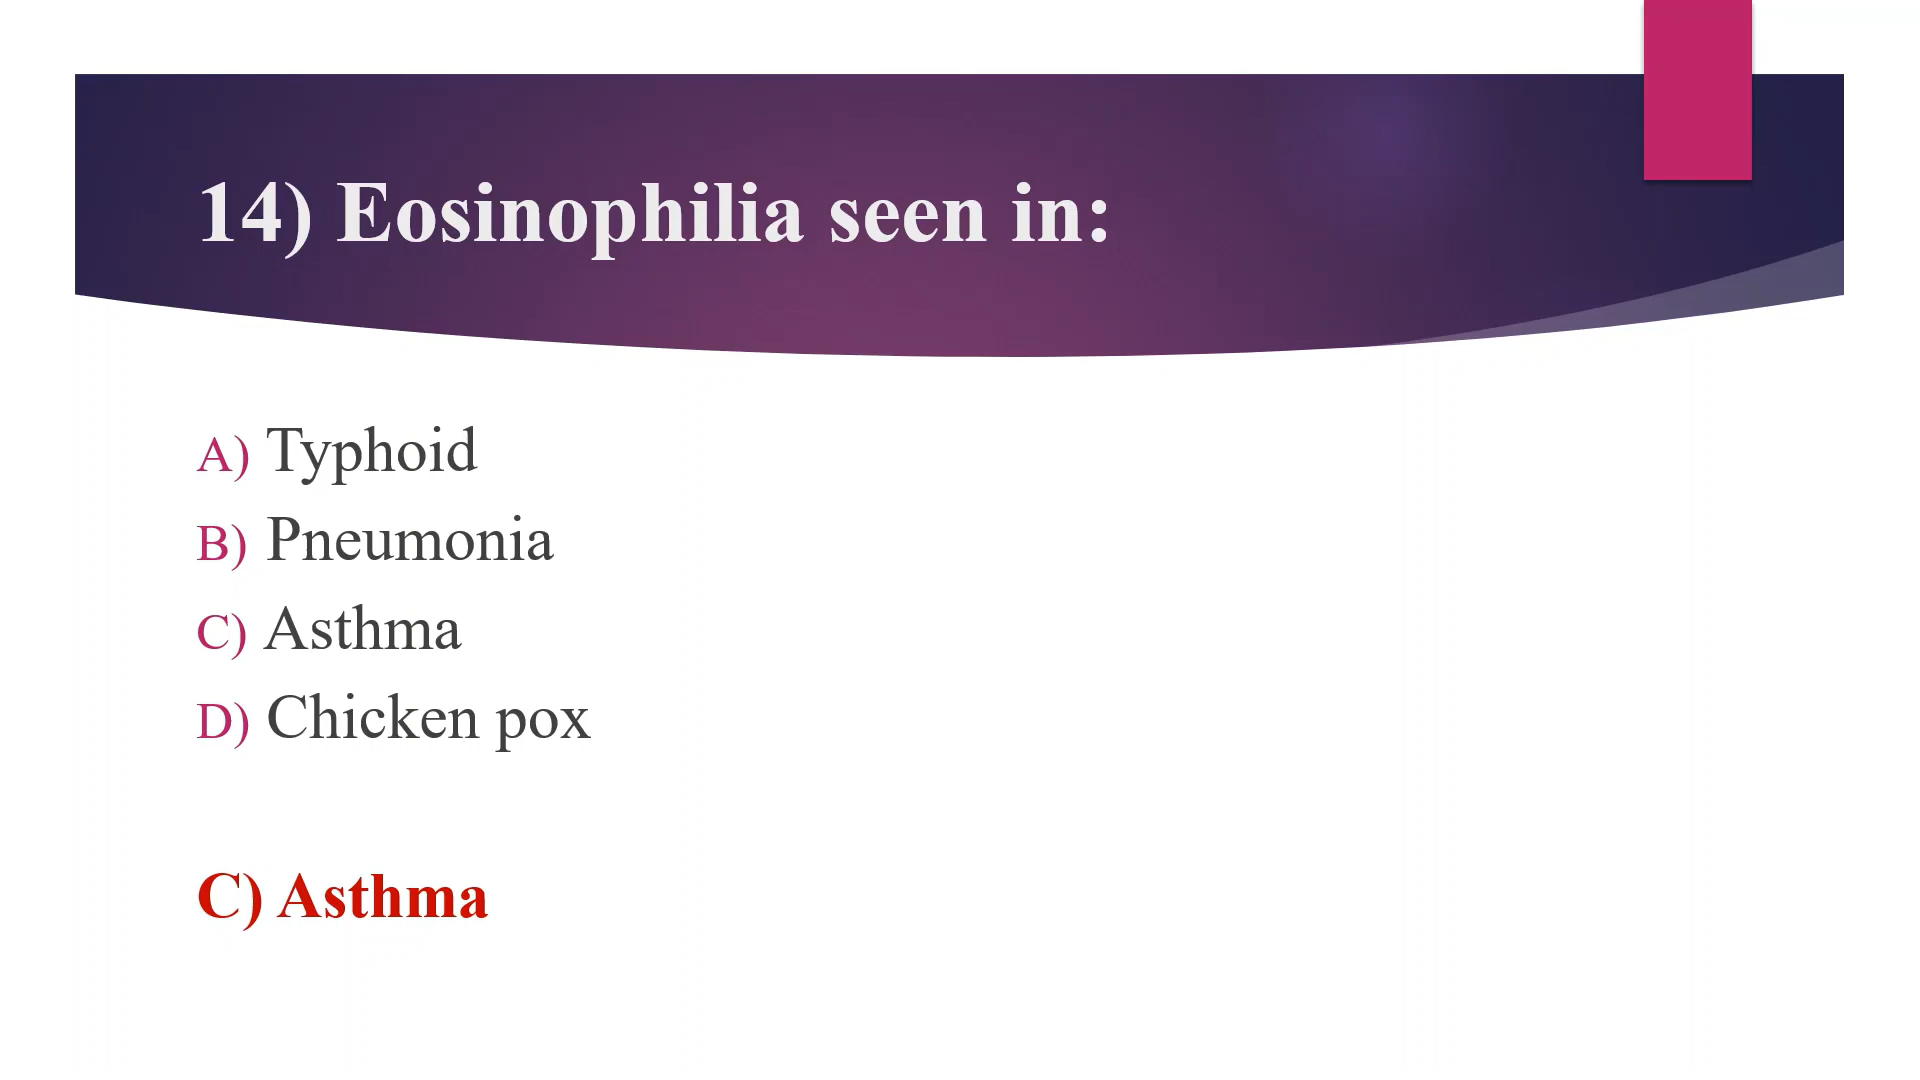 14) Eosinophilia seen in:
A) Typhoid
B) Pneumonia
C) Asthma
D) Chicken pox
C) Asthma